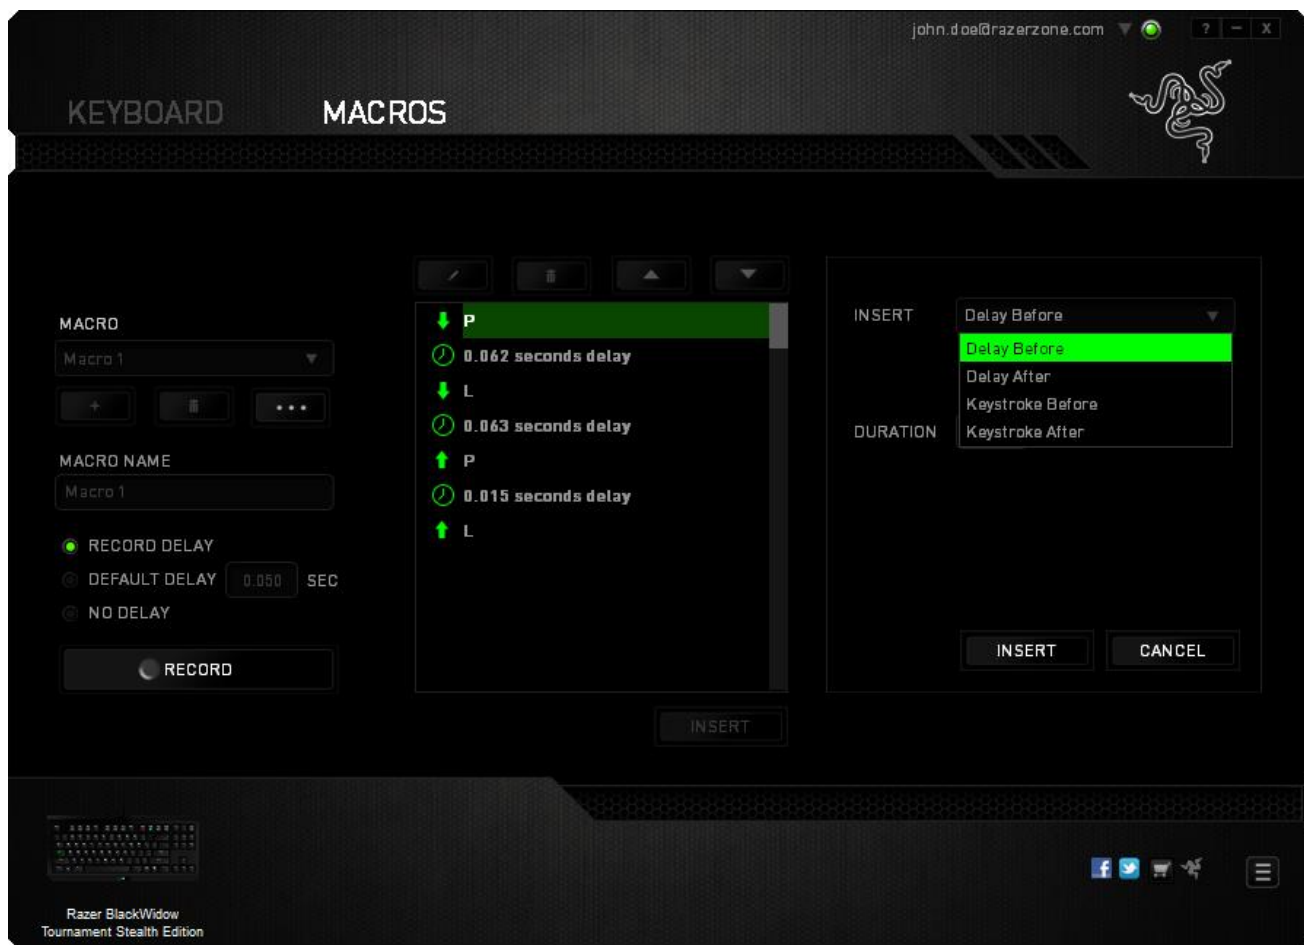 john.doe@razerzone.com
? – X
KEYBOARD MACROS
MACRO
Macro 1
+
...
MACRO NAME
Macro 1
RECORD DELAY
DEFAULT DELAY 0.050 SEC
NO DELAY
RECORD
P
0.062 seconds delay
L
0.063 seconds delay
P
0.015 seconds delay
L
INSERT
INSERT Delay Before
Delay Before
Delay After
Keystroke Before
DURATION Keystroke After
INSERT CANCEL
Razer BlackWidow
Tournament Stealth Edition